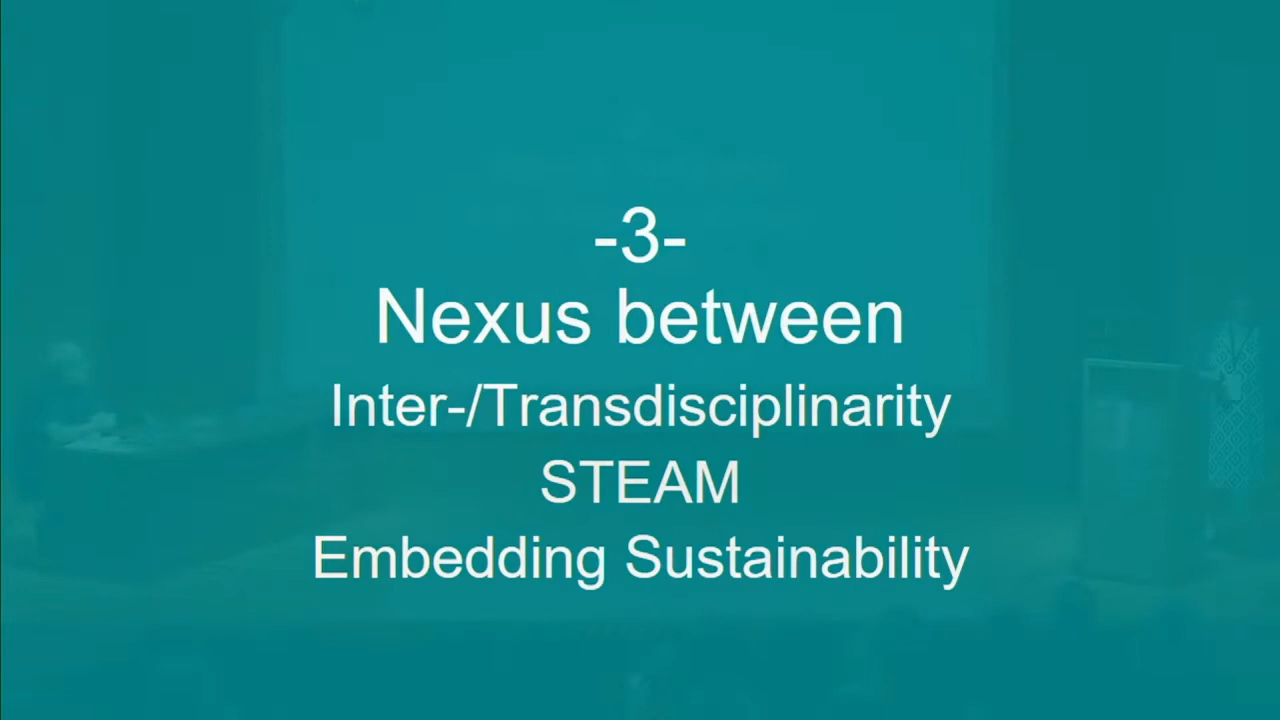 -3-
Nexus between
Inter-/Transdisciplinarity
STEAM
Embedding Sustainability